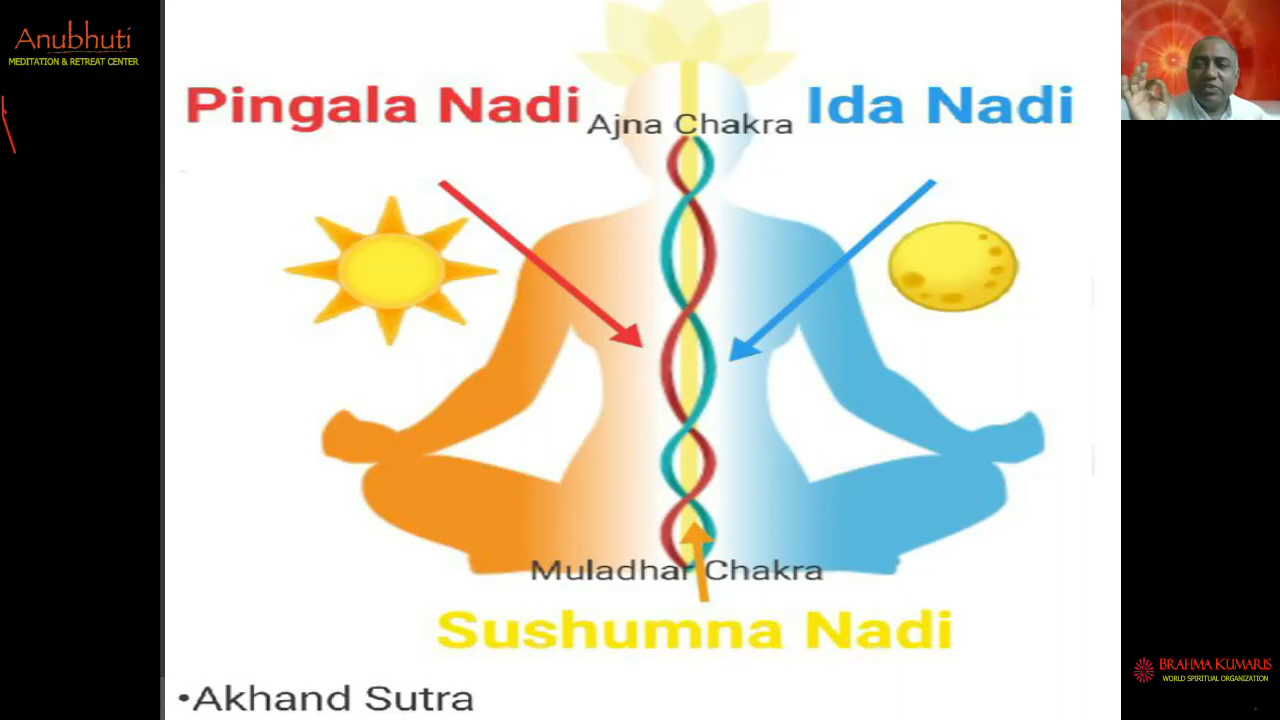 Anubhuti
MEDITATION & RETREAT CENTER
Pingala Nadi
Ajna Chakra
Ida Nadi
Muladhar Chakra
Sushumna Nadi
•Akhand Sutra
BRAHMA KUMARIS
WORLD SPIRITUAL ORGANIZATION